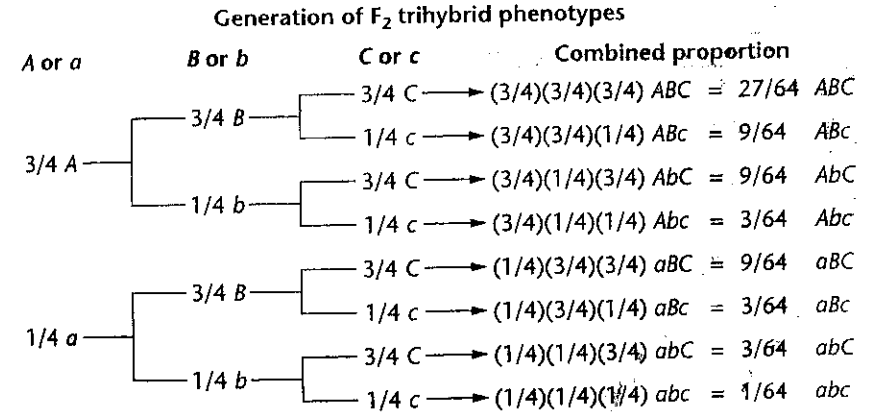 Generation of F₂ trihybrid phenotypes
A or a B or b C or c Combined proportion
3/4 C (3/4)(3/4)(3/4) ABC = 27/64 ABC
3/4 B
1/4 c (3/4)(3/4)(1/4) ABc = 9/64 ABc
3/4 A
3/4 C (3/4)(1/4)(3/4) AbC = 9/64 AbC
1/4 b
1/4 c (3/4)(1/4)(1/4) Abc = 3/64 Abc
3/4 C (1/4)(3/4)(3/4) aBC = 9/64 aBC
3/4 B
1/4 c (1/4)(3/4)(1/4) aBc = 3/64 aBc
1/4 a
3/4 C (1/4)(1/4)(3/4) abC = 3/64 abC
1/4 b
1/4 c (1/4)(1/4)(1/4) abc = 1/64 abc